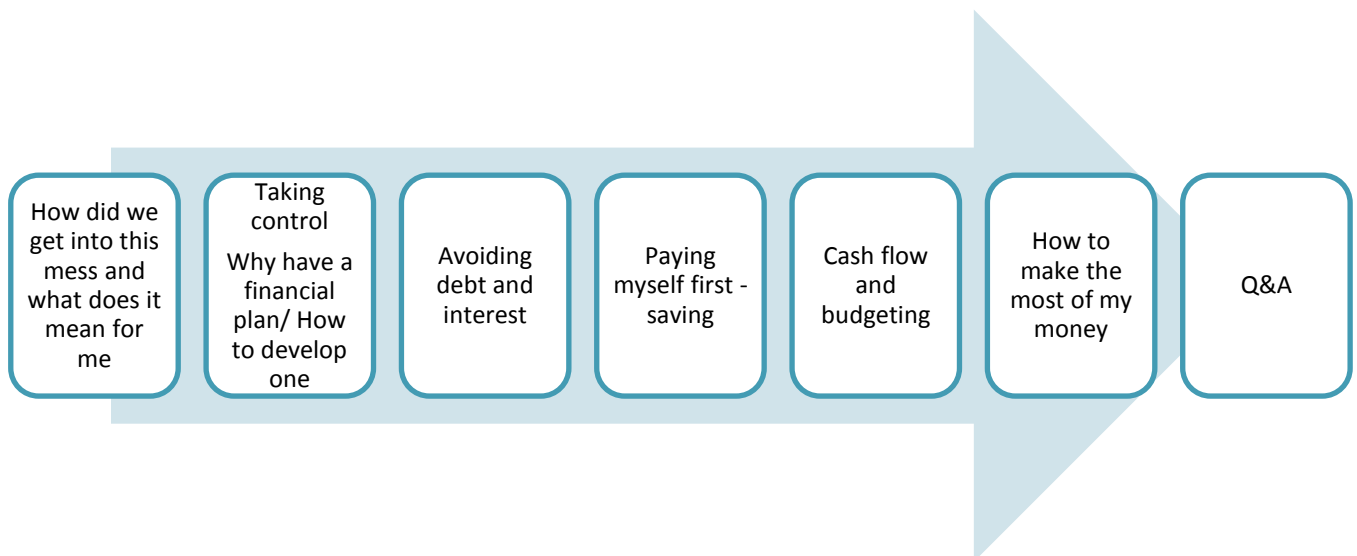 How did we
get into this
mess and
what does it
mean for
me
Taking
control
Why have a
financial
plan/ How
to develop
one
Avoiding
debt and
interest
Paying
myself first -
saving
Cash flow
and
budgeting
How to
make the
most of my
money
Q&A